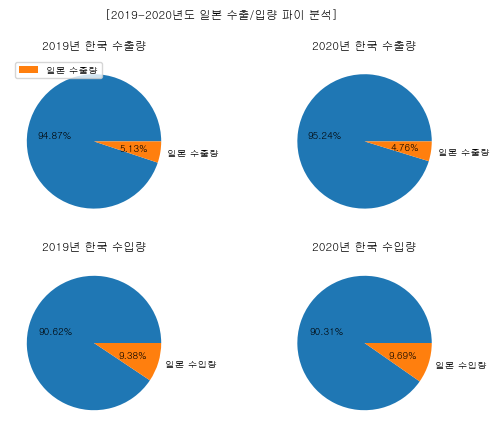 [2019-2020년도 일본 수출/입량 파이 분석]
2019년 한국 수출량
2020년 한국 수출량
일본 수출량
94.87%
5.13%
일본 수출량
95.24%
4.76%
일본 수출량
2019년 한국 수입량
2020년 한국 수입량
90.62%
9.38%
일본 수입량
90.31%
9.69%
일본 수입량